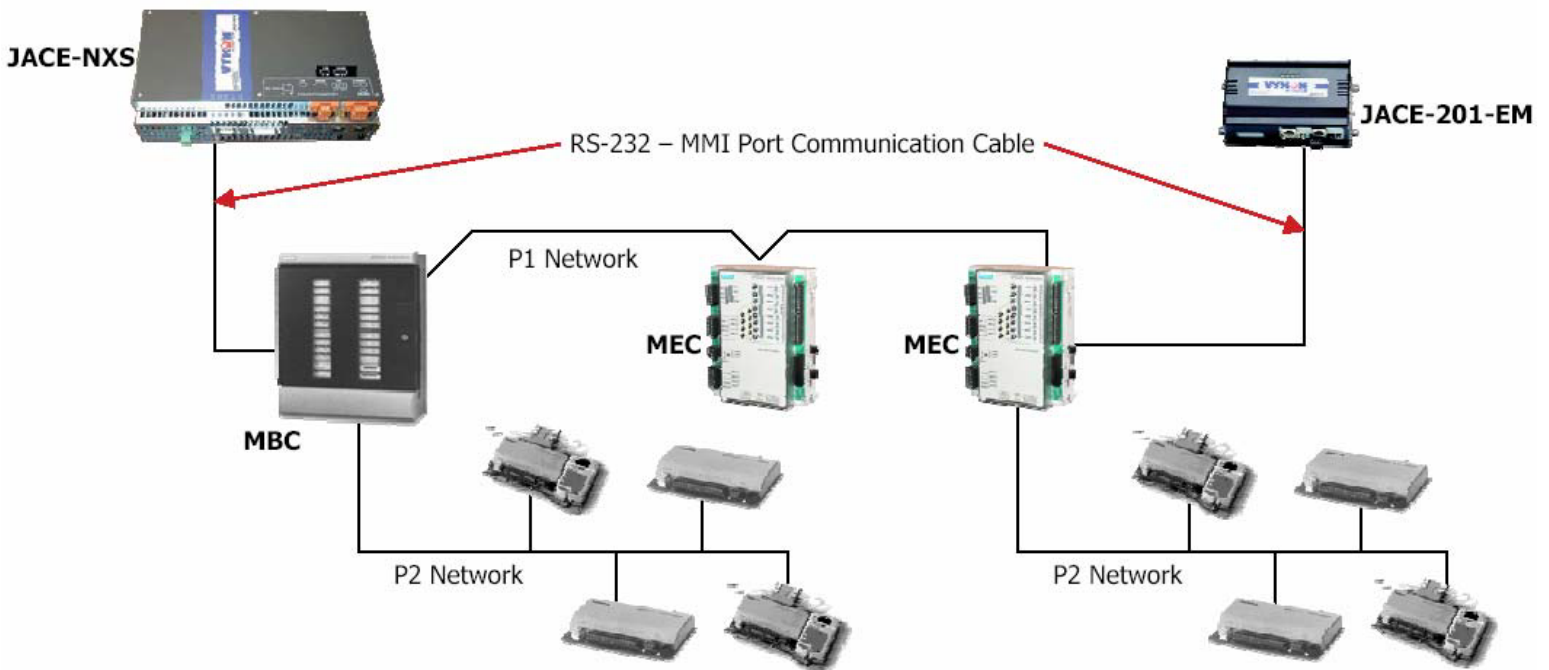 JACE-NXS
JACE-201-EM
RS-232 – MMI Port Communication Cable
P1 Network
MEC
MEC
MBC
P2 Network
P2 Network